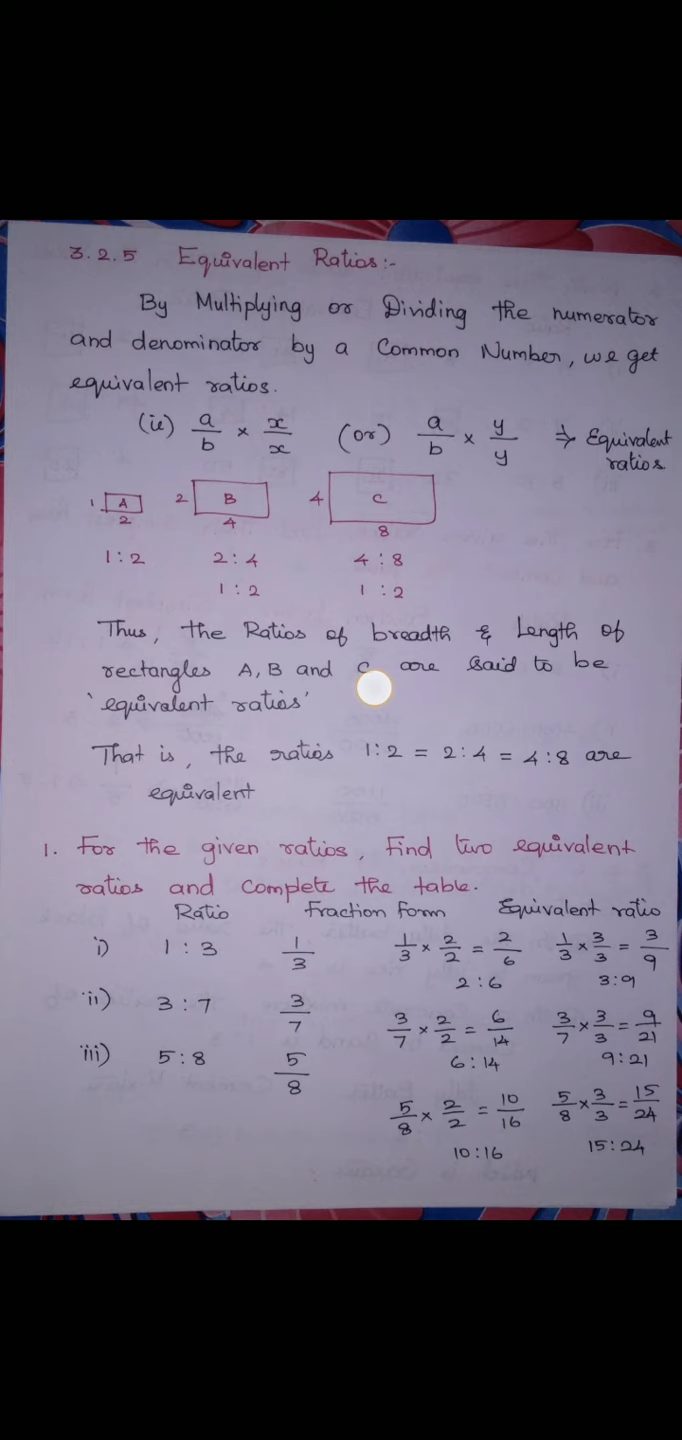 3.2.5 Equivalent Ratios:-
By Multiplying or Dividing the numerator
and denominator by a Common Number, we get
equivalent ratios.
(ie) a/b × x/x (or) a/b × y/y ⇒ Equivalent ratios.
1 A 2 B 4 C
2 4 8
1:2 2:4 4:8
1:2 1:2
Thus, the Ratios of breadth & Length of
rectangles A, B and C are said to be
'equivalent ratios'
That is, the ratios 1:2 = 2:4 = 4:8 are
equivalent
1. For the given ratios, Find two equivalent
ratios and complete the table.
Ratio Fraction Form Equivalent ratio
i) 1:3 1/3 1/3 × 2/2 = 2/6 1/3 × 3/3 = 3/9
2:6 3:9
ii) 3:7 3/7 3/7 × 2/2 = 6/14 3/7 × 3/3 = 9/21
6:14 9:21
iii) 5:8 5/8
5/8 × 2/2 = 10/16 5/8 × 3/3 = 15/24
10:16 15:24